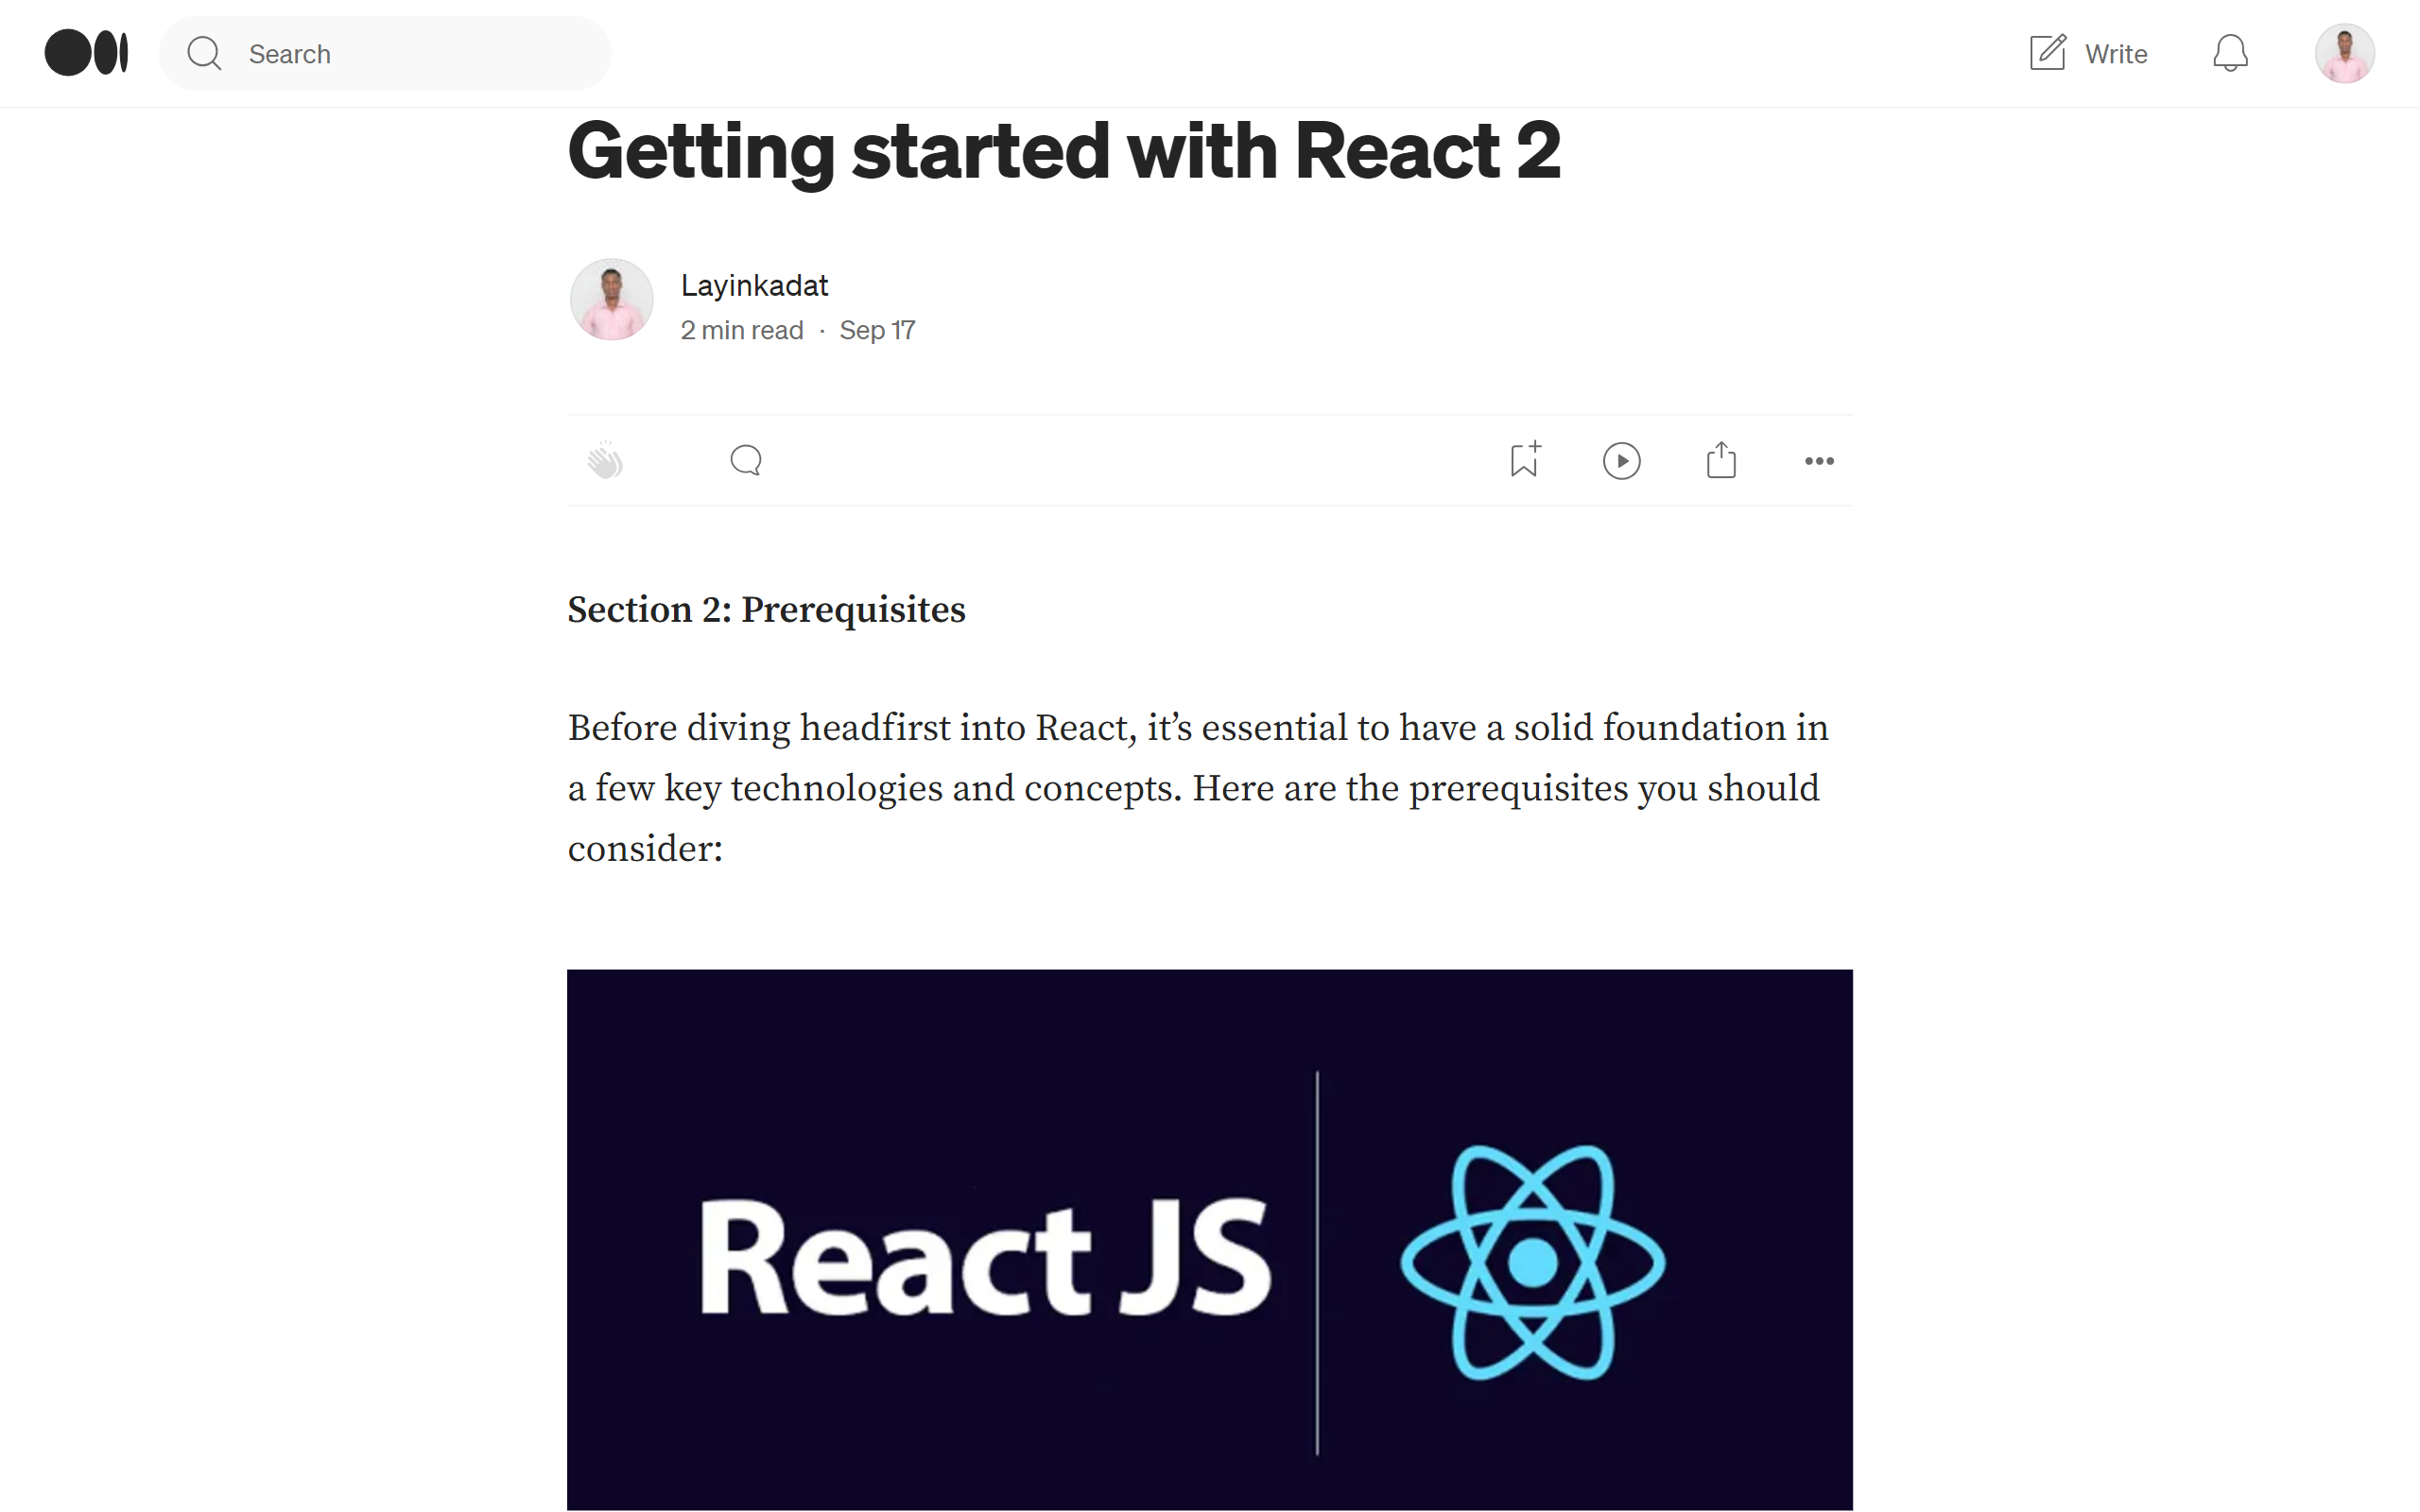 Search
Write
Getting started with React 2
Layinkadat
2 min read · Sep 17
Section 2: Prerequisites
Before diving headfirst into React, it’s essential to have a solid foundation in
a few key technologies and concepts. Here are the prerequisites you should
consider:
React JS